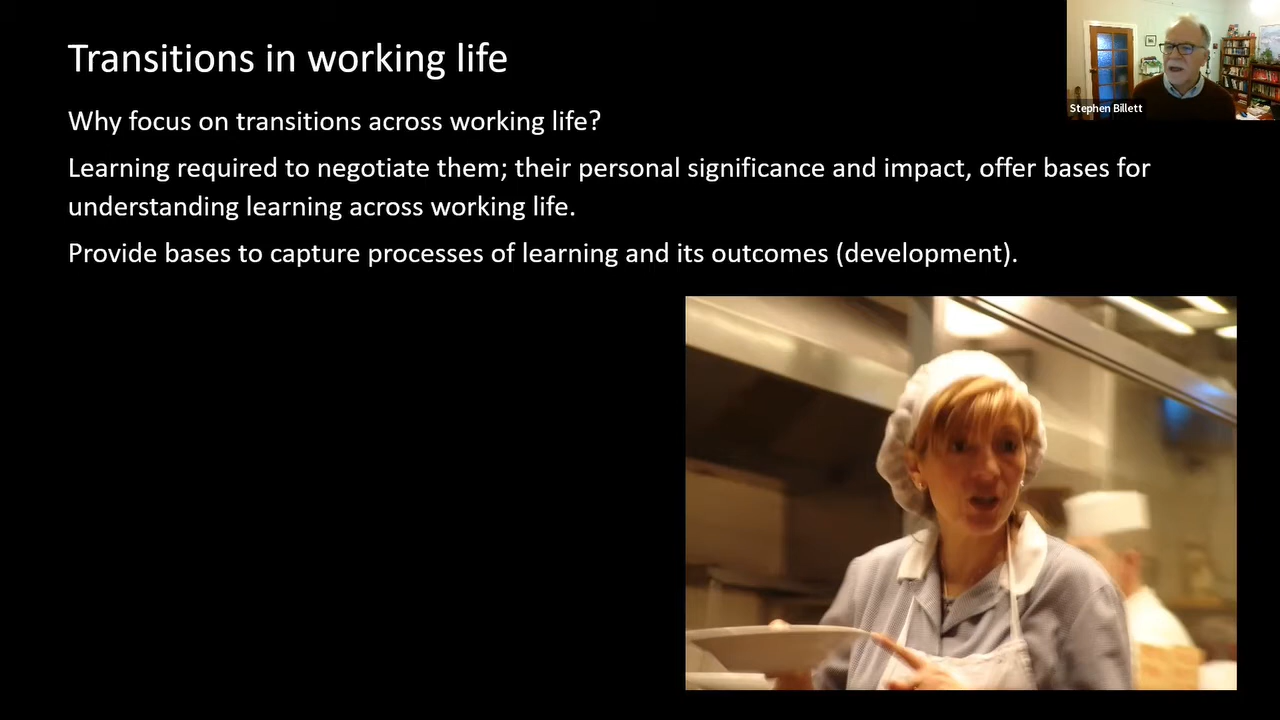 Transitions in working life
Stephen Billett
Why focus on transitions across working life?
Learning required to negotiate them; their personal significance and impact, offer bases for
understanding learning across working life.
Provide bases to capture processes of learning and its outcomes (development).